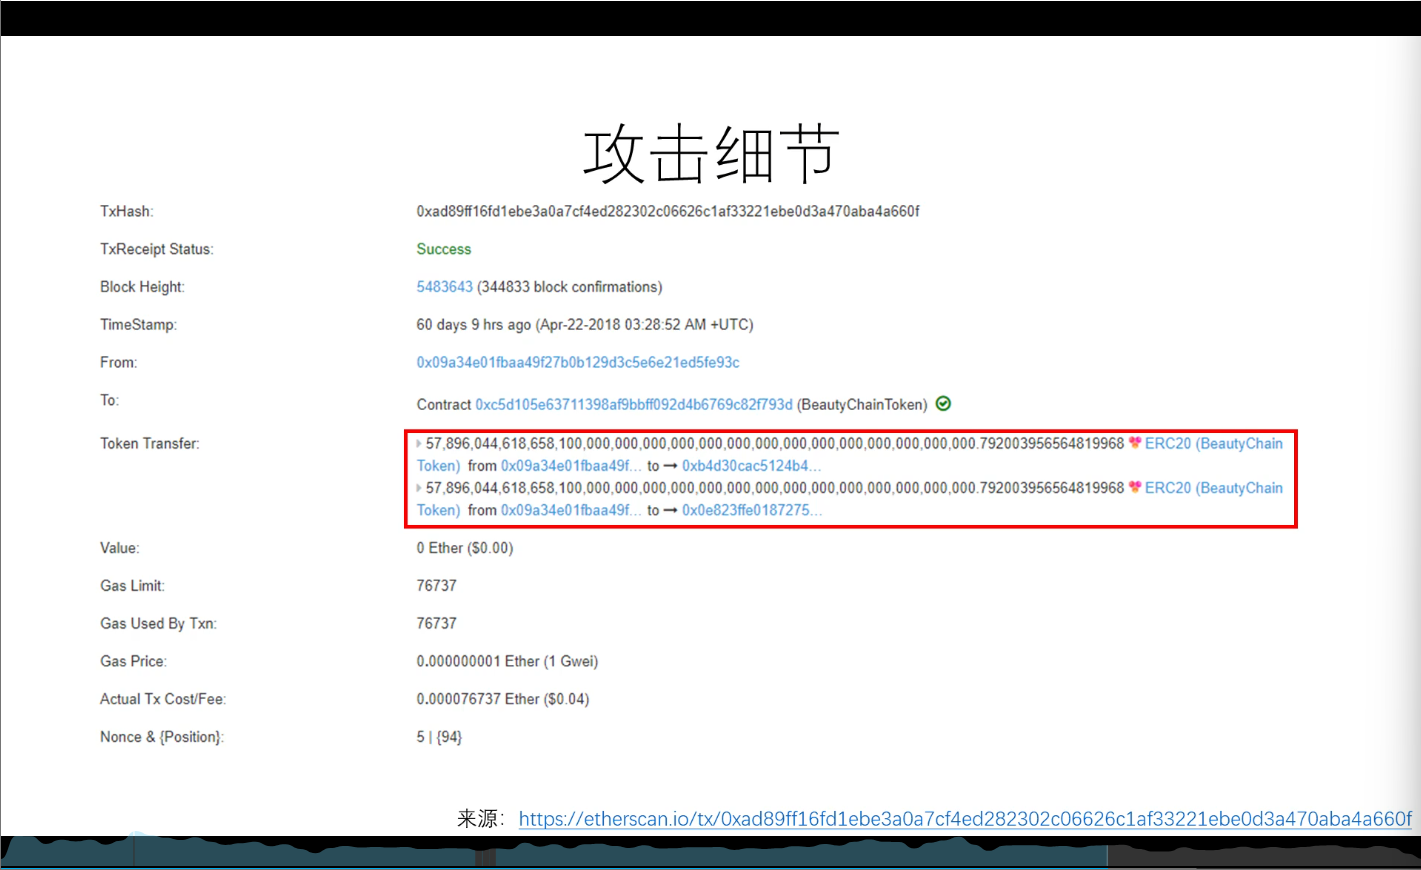 攻击细节
TxHash: 0xad89ff16fd1ebe3a0a7cf4ed282302c06626c1af33221ebe0d3a470aba4a660f
TxReceipt Status: Success
Block Height: 5483643 (344833 block confirmations)
TimeStamp: 60 days 9 hrs ago (Apr-22-2018 03:28:52 AM +UTC)
From: 0x09a34e01fbaa49f27b0b129d3c5e6e21ed5fe93c
To: Contract 0xc5d105e63711398af9bbff092d4b6769c82f793d (BeautyChainToken)
Token Transfer: 57,896,044,618,658,100,000,000,000,000,000,000,000,000,000,000,000,000,000,000.792003956564819968 ERC20 (BeautyChain
Token) from 0x09a34e01fbaa49f... to → 0xb4d30cac5124b4...
57,896,044,618,658,100,000,000,000,000,000,000,000,000,000,000,000,000,000,000.792003956564819968 ERC20 (BeautyChain
Token) from 0x09a34e01fbaa49f... to → 0x0e823ffe0187275...
Value: 0 Ether ($0.00)
Gas Limit: 76737
Gas Used By Txn: 76737
Gas Price: 0.000000001 Ether (1 Gwei)
Actual Tx Cost/Fee: 0.000076737 Ether ($0.04)
Nonce & {Position}: 5 | {94}
来源：https://etherscan.io/tx/0xad89ff16fd1ebe3a0a7cf4ed282302c06626c1af33221ebe0d3a470aba4a660f